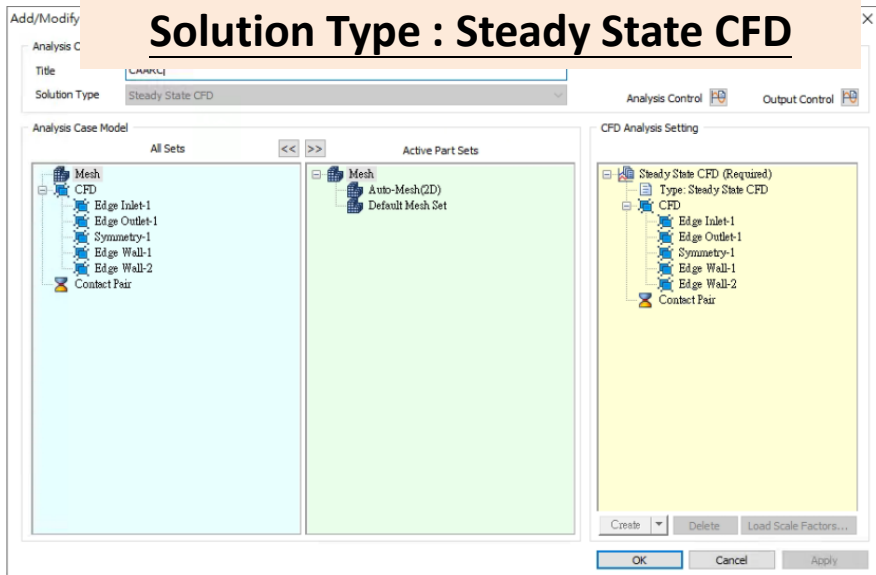 Solution Type : Steady State CFD
Add/Modify
Analysis C
Title CAARC
Solution Type Steady State CFD
Analysis Control Output Control
Analysis Case Model
All Sets << >> Active Part Sets
Mesh
CFD
Edge Inlet-1
Edge Outlet-1
Symmetry-1
Edge Wall-1
Edge Wall-2
Contact Pair
Mesh
Auto-Mesh(2D)
Default Mesh Set
CFD Analysis Setting
Steady State CFD (Required)
Type: Steady State CFD
CFD
Edge Inlet-1
Edge Outlet-1
Symmetry-1
Edge Wall-1
Edge Wall-2
Contact Pair
Create Delete Load Scale Factors...
OK Cancel Apply